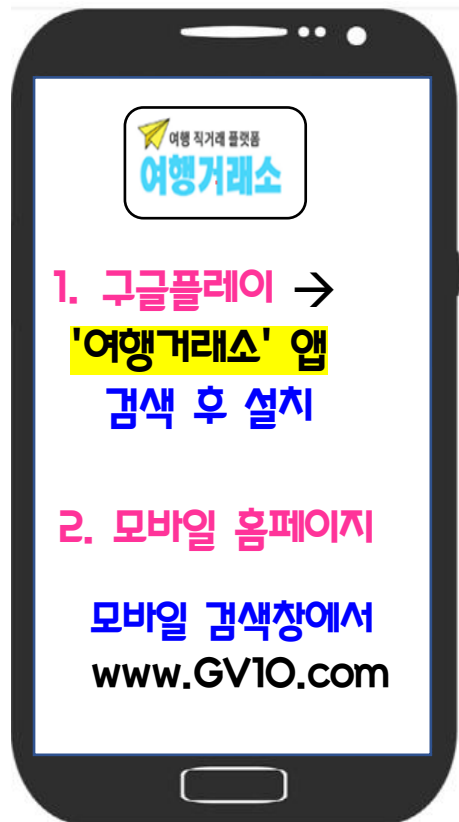 여행 직거래 플랫폼
여행거래소
1. 구글플레이 →
'여행거래소' 앱
검색 후 설치
2. 모바일 홈페이지
모바일 검색창에서
www.GV10.com